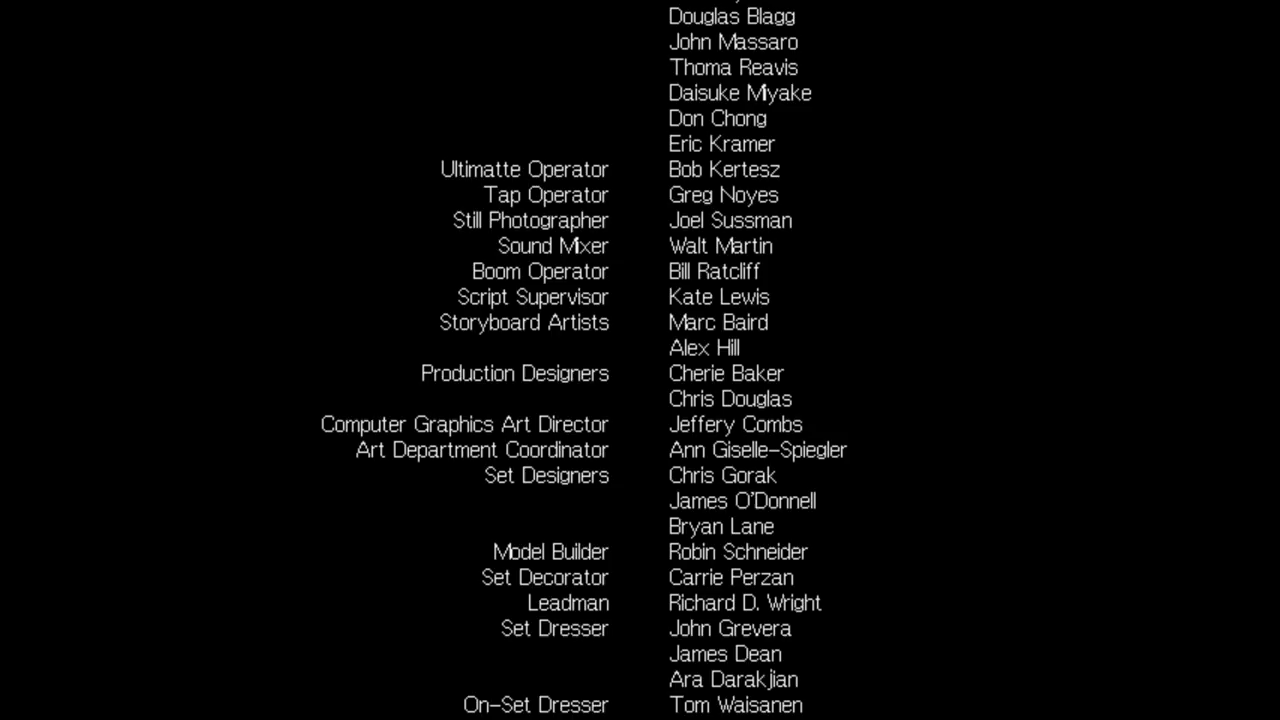 Douglas Blagg
John Massaro
Thoma Reavis
Daisuke Miyake
Don Chong
Eric Kramer
Ultimatte Operator Bob Kertesz
Tap Operator Greg Noyes
Still Photographer Joel Sussman
Sound Mixer Walt Martin
Boom Operator Bill Ratcliff
Script Supervisor Kate Lewis
Storyboard Artists Marc Baird
Alex Hill
Production Designers Cherie Baker
Chris Douglas
Computer Graphics Art Director Jeffery Combs
Art Department Coordinator Ann Giselle-Spiegler
Set Designers Chris Gorak
James O'Donnell
Bryan Lane
Model Builder Robin Schneider
Set Decorator Carrie Perzan
Leadman Richard D. Wright
Set Dresser John Grevera
James Dean
Ara Darakjian
On-Set Dresser Tom Waisanen